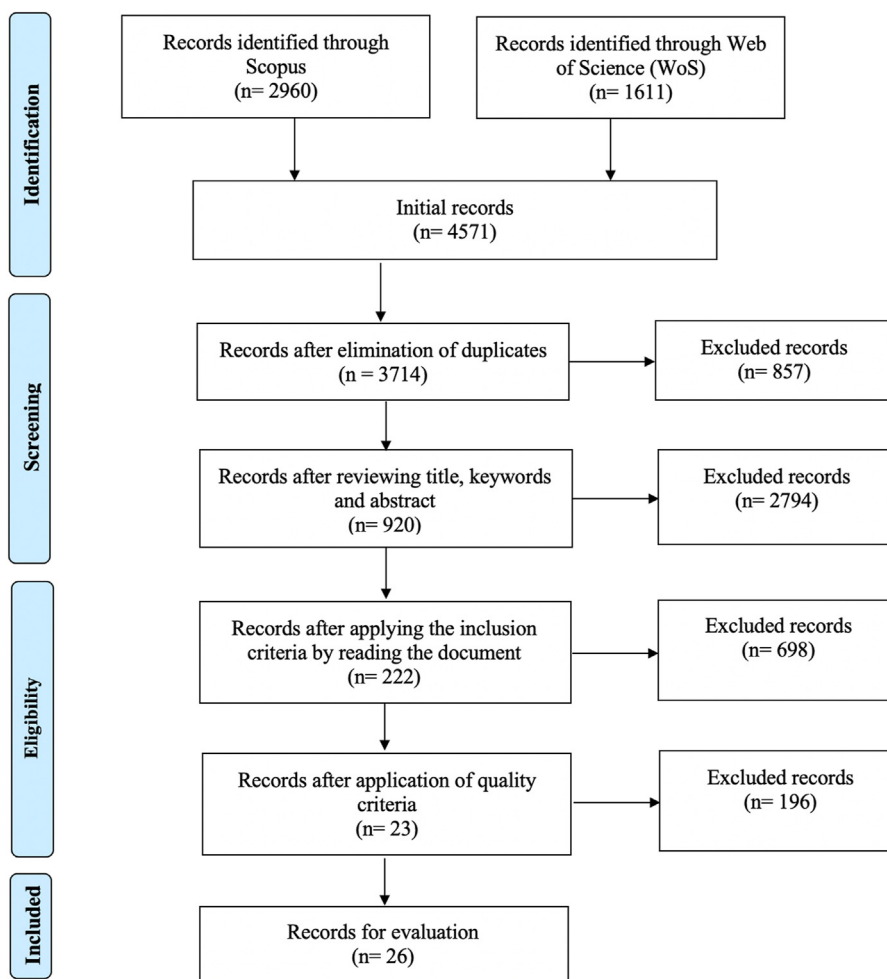 Identification
Records identified through
Scopus
(n= 2960)
Records identified through Web
of Science (WoS)
(n= 1611)
Initial records
(n= 4571)
Screening
Records after elimination of duplicates
(n = 3714)
Excluded records
(n= 857)
Records after reviewing title, keywords
and abstract
(n= 920)
Excluded records
(n= 2794)
Eligibility
Records after applying the inclusion
criteria by reading the document
(n= 222)
Excluded records
(n= 698)
Records after application of quality
criteria
(n= 23)
Excluded records
(n= 196)
Included
Records for evaluation
(n= 26)